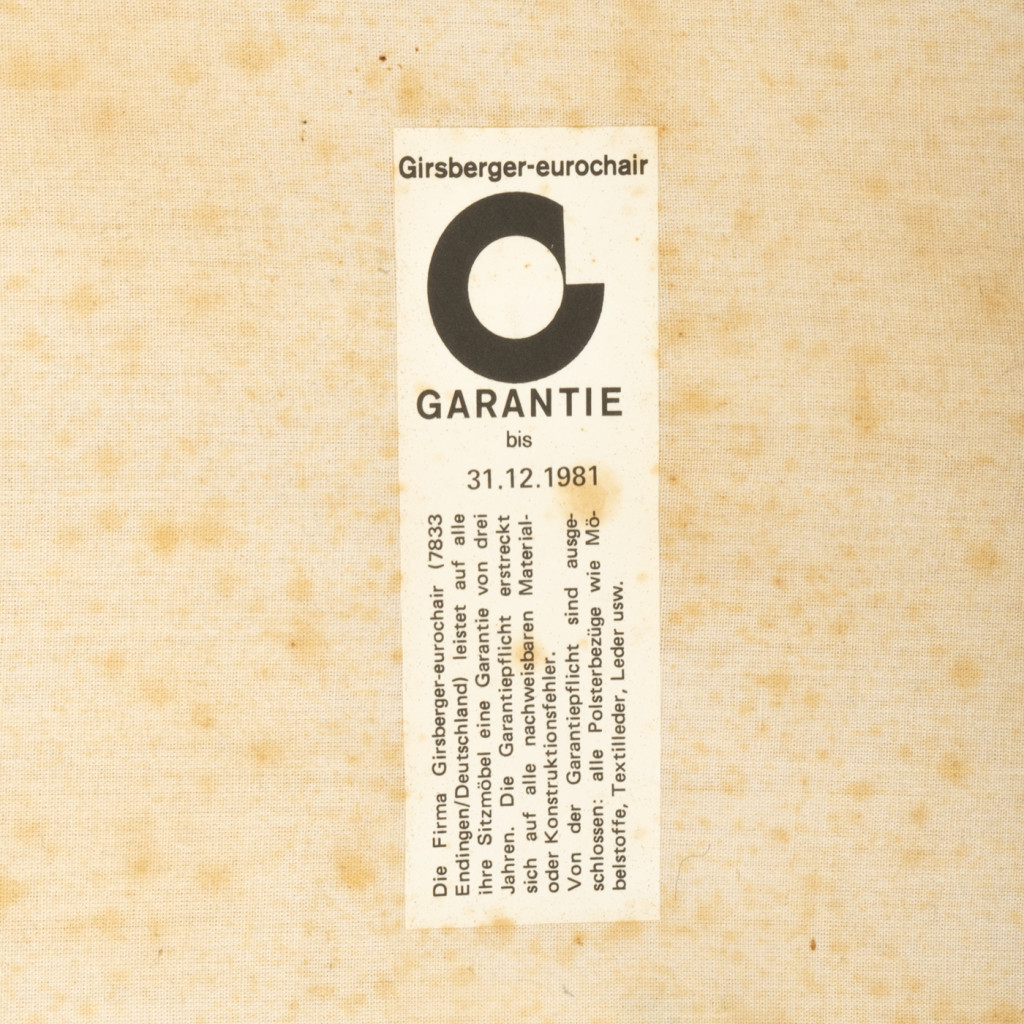 Girsberger-eurochair
GARANTIE
bis
31.12.1981
Die Firma Girsberger-eurochair (7833
Endingen/Deutschland) leistet auf alle
ihre Sitzmöbel eine Garantie von drei
Jahren. Die Garantiepflicht erstreckt
sich auf alle nachweisbaren Material-
oder Konstruktionsfehler.
Von der Garantiepflicht sind ausge-
schlossen: alle Polsterbezüge wie Mö-
belstoffe, Textilleder, Leder usw.